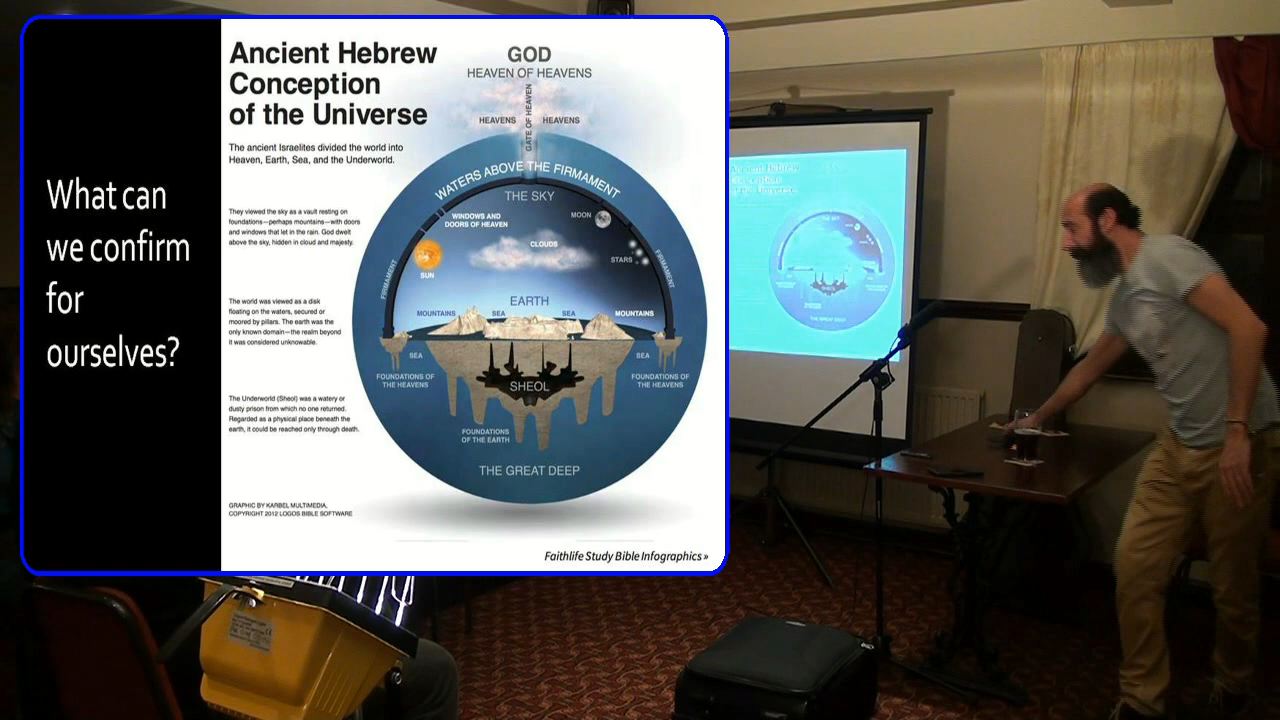 What can
we confirm
for
ourselves?
Ancient Hebrew
Conception
of the Universe
The ancient Israelites divided the world into
Heaven, Earth, Sea, and the Underworld.
They viewed the sky as a vault resting on
foundations—perhaps mountains—with doors
and windows that let in the rain. God dwelt
above the sky, hidden in cloud and majesty.
The world was viewed as a disk
floating on the waters, secured or
moored by pillars. The earth was the
only known domain—the realm beyond
it was considered unknowable.
The Underworld (Sheol) was a watery or
dusty prison from which no one returned.
Regarded as a physical place beneath the
earth, it could be reached only through death.
GRAPHIC BY KARBEL MULTIMEDIA,
COPYRIGHT 2012 LOGOS BIBLE SOFTWARE
GOD
HEAVEN OF HEAVENS
GATE OF HEAVEN
HEAVENS
HEAVENS
WATERS ABOVE THE FIRMAMENT
THE SKY
WINDOWS AND
DOORS OF HEAVEN
MOON
CLOUDS
STARS
SUN
FIRMAMENT
FIRMAMENT
EARTH
MOUNTAINS
SEA
SEA
MOUNTAINS
SEA
SEA
FOUNDATIONS OF
THE HEAVENS
FOUNDATIONS OF
THE HEAVENS
SHEOL
FOUNDATIONS
OF THE EARTH
THE GREAT DEEP
Faithlife Study Bible Infographics »
Ancient Hebrew
Conception
of the Universe